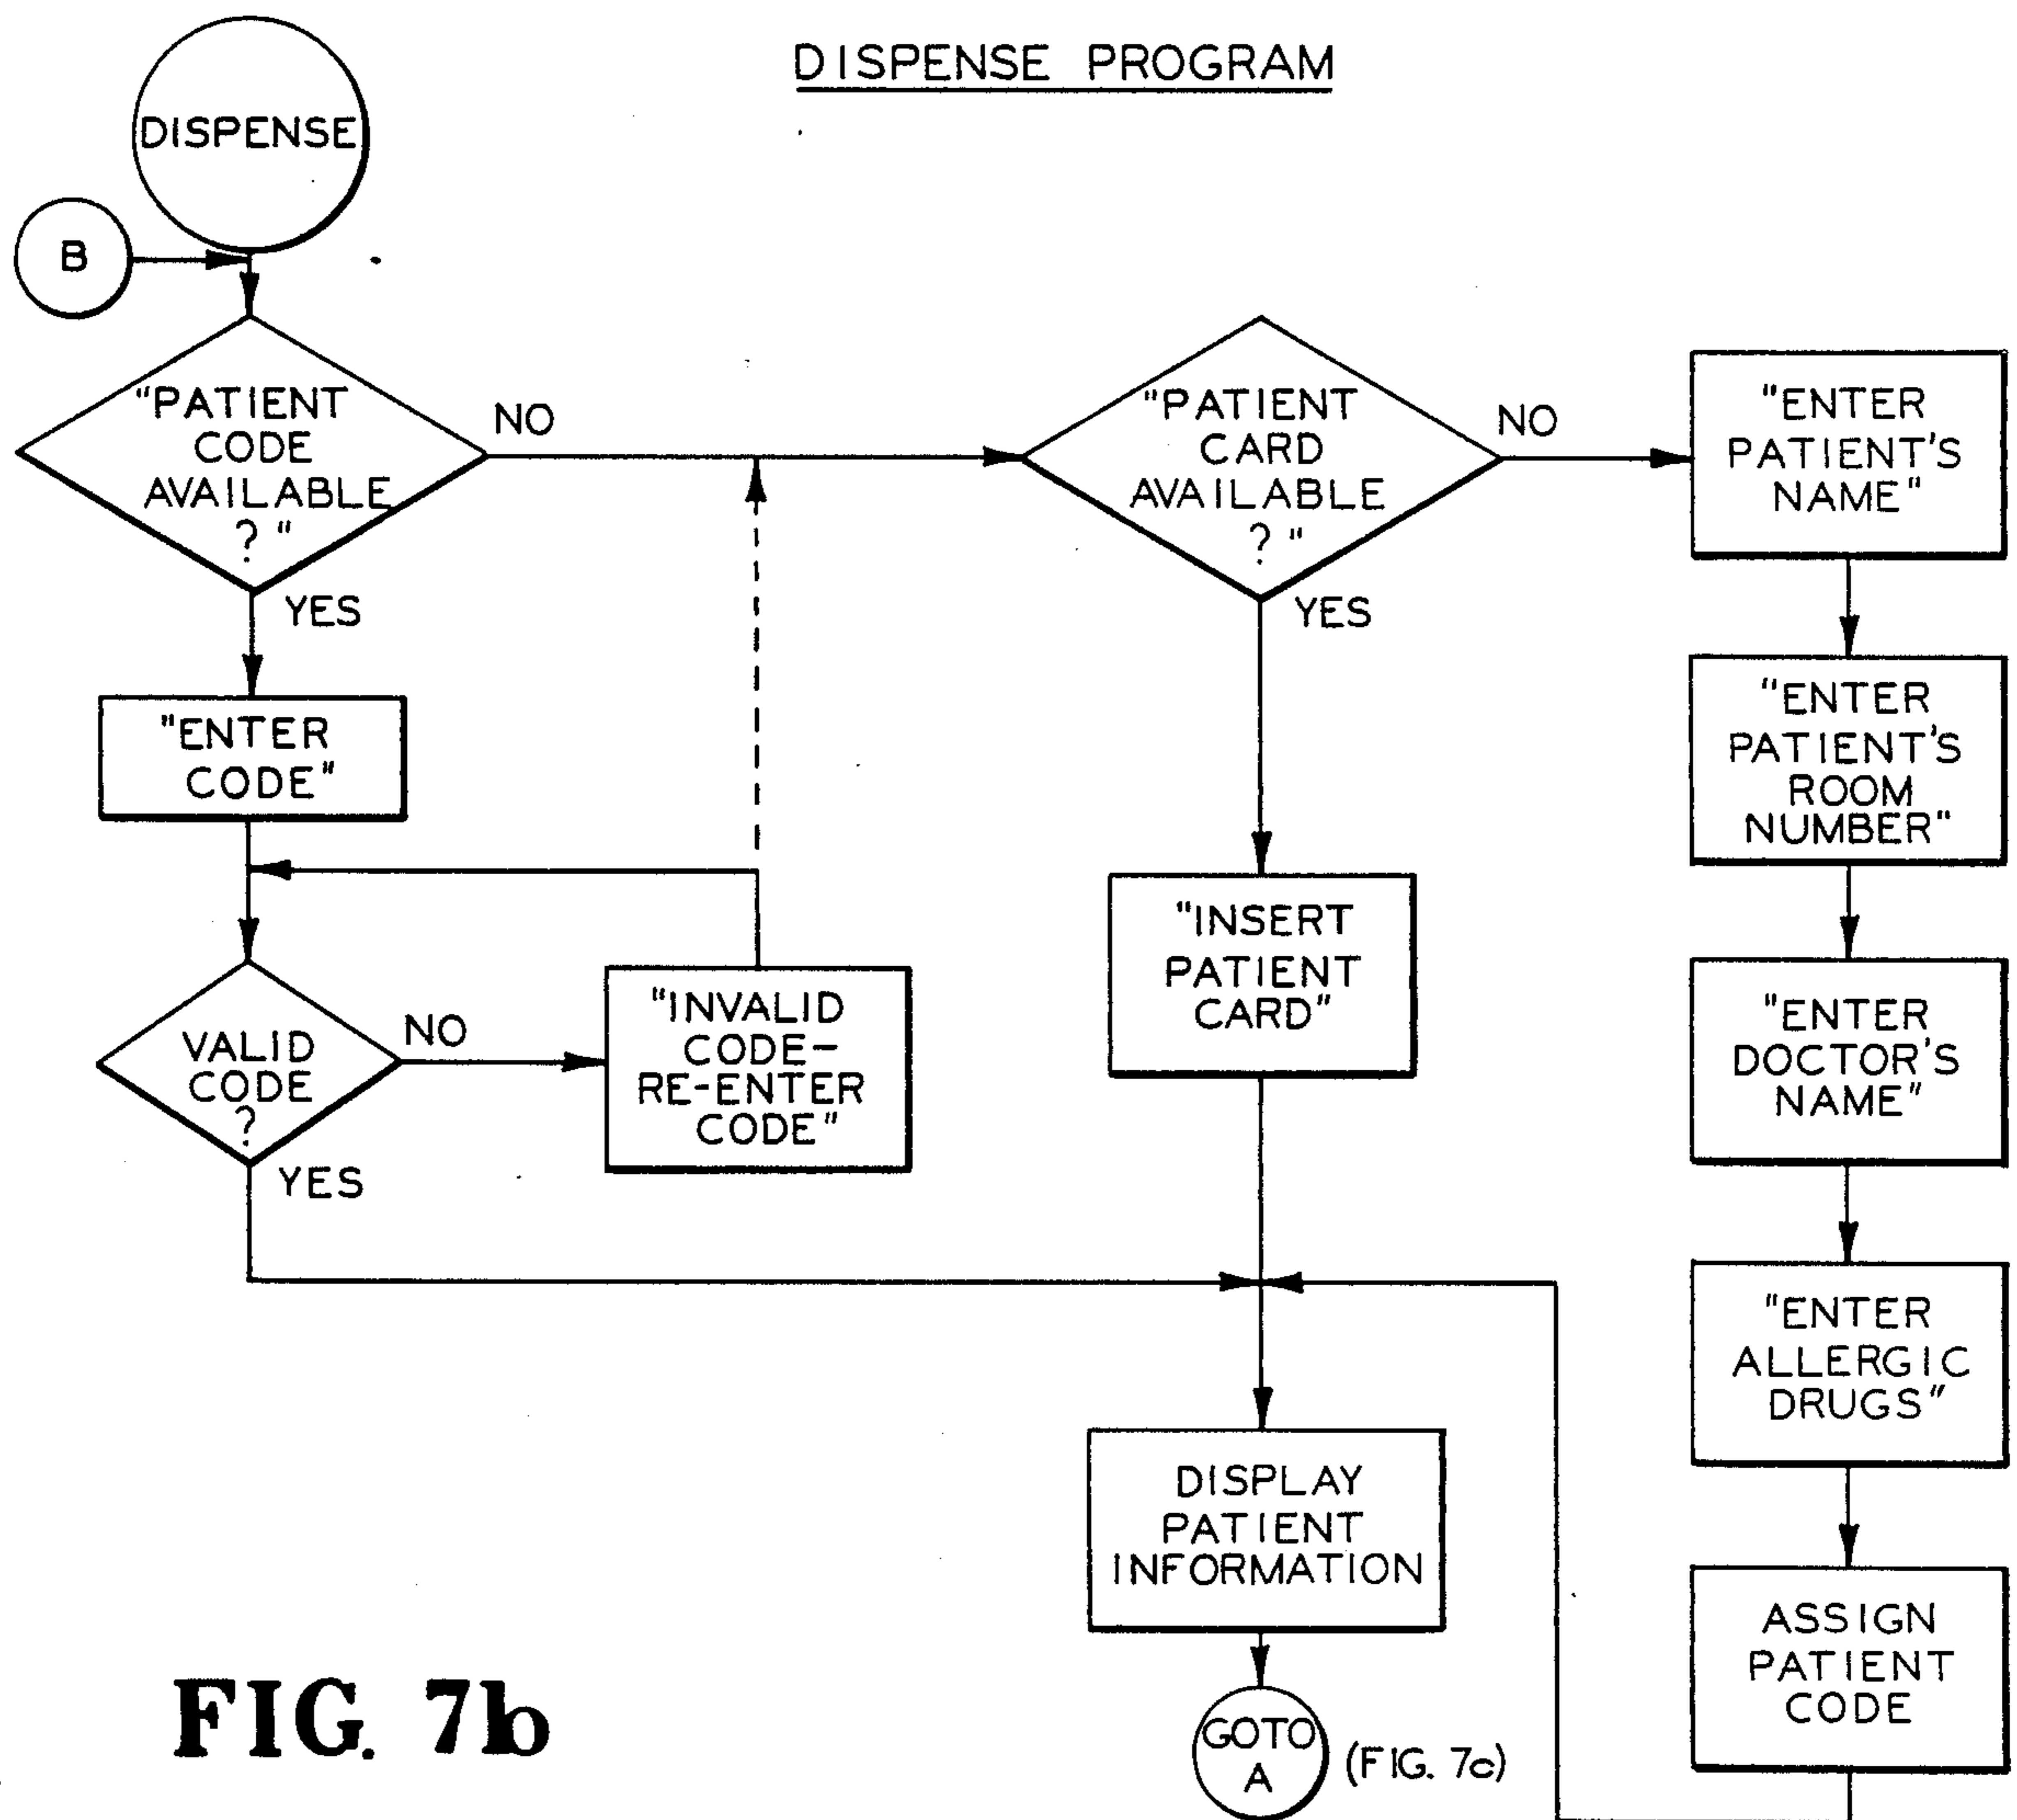 DISPENSE PROGRAM
DISPENSE
B
"PATIENT
CODE
AVAILABLE
? "
NO
YES
"PATIENT
CARD
AVAILABLE
? "
NO
YES
"ENTER
PATIENT'S
NAME"
"ENTER
CODE"
"ENTER
PATIENT'S
ROOM
NUMBER"
VALID
CODE
?
NO
YES
"INVALID
CODE-
RE-ENTER
CODE"
"INSERT
PATIENT
CARD"
"ENTER
DOCTOR'S
NAME"
"ENTER
ALLERGIC
DRUGS"
DISPLAY
PATIENT
INFORMATION
ASSIGN
PATIENT
CODE
GOTO
A
(FIG. 7c)
FIG. 7b